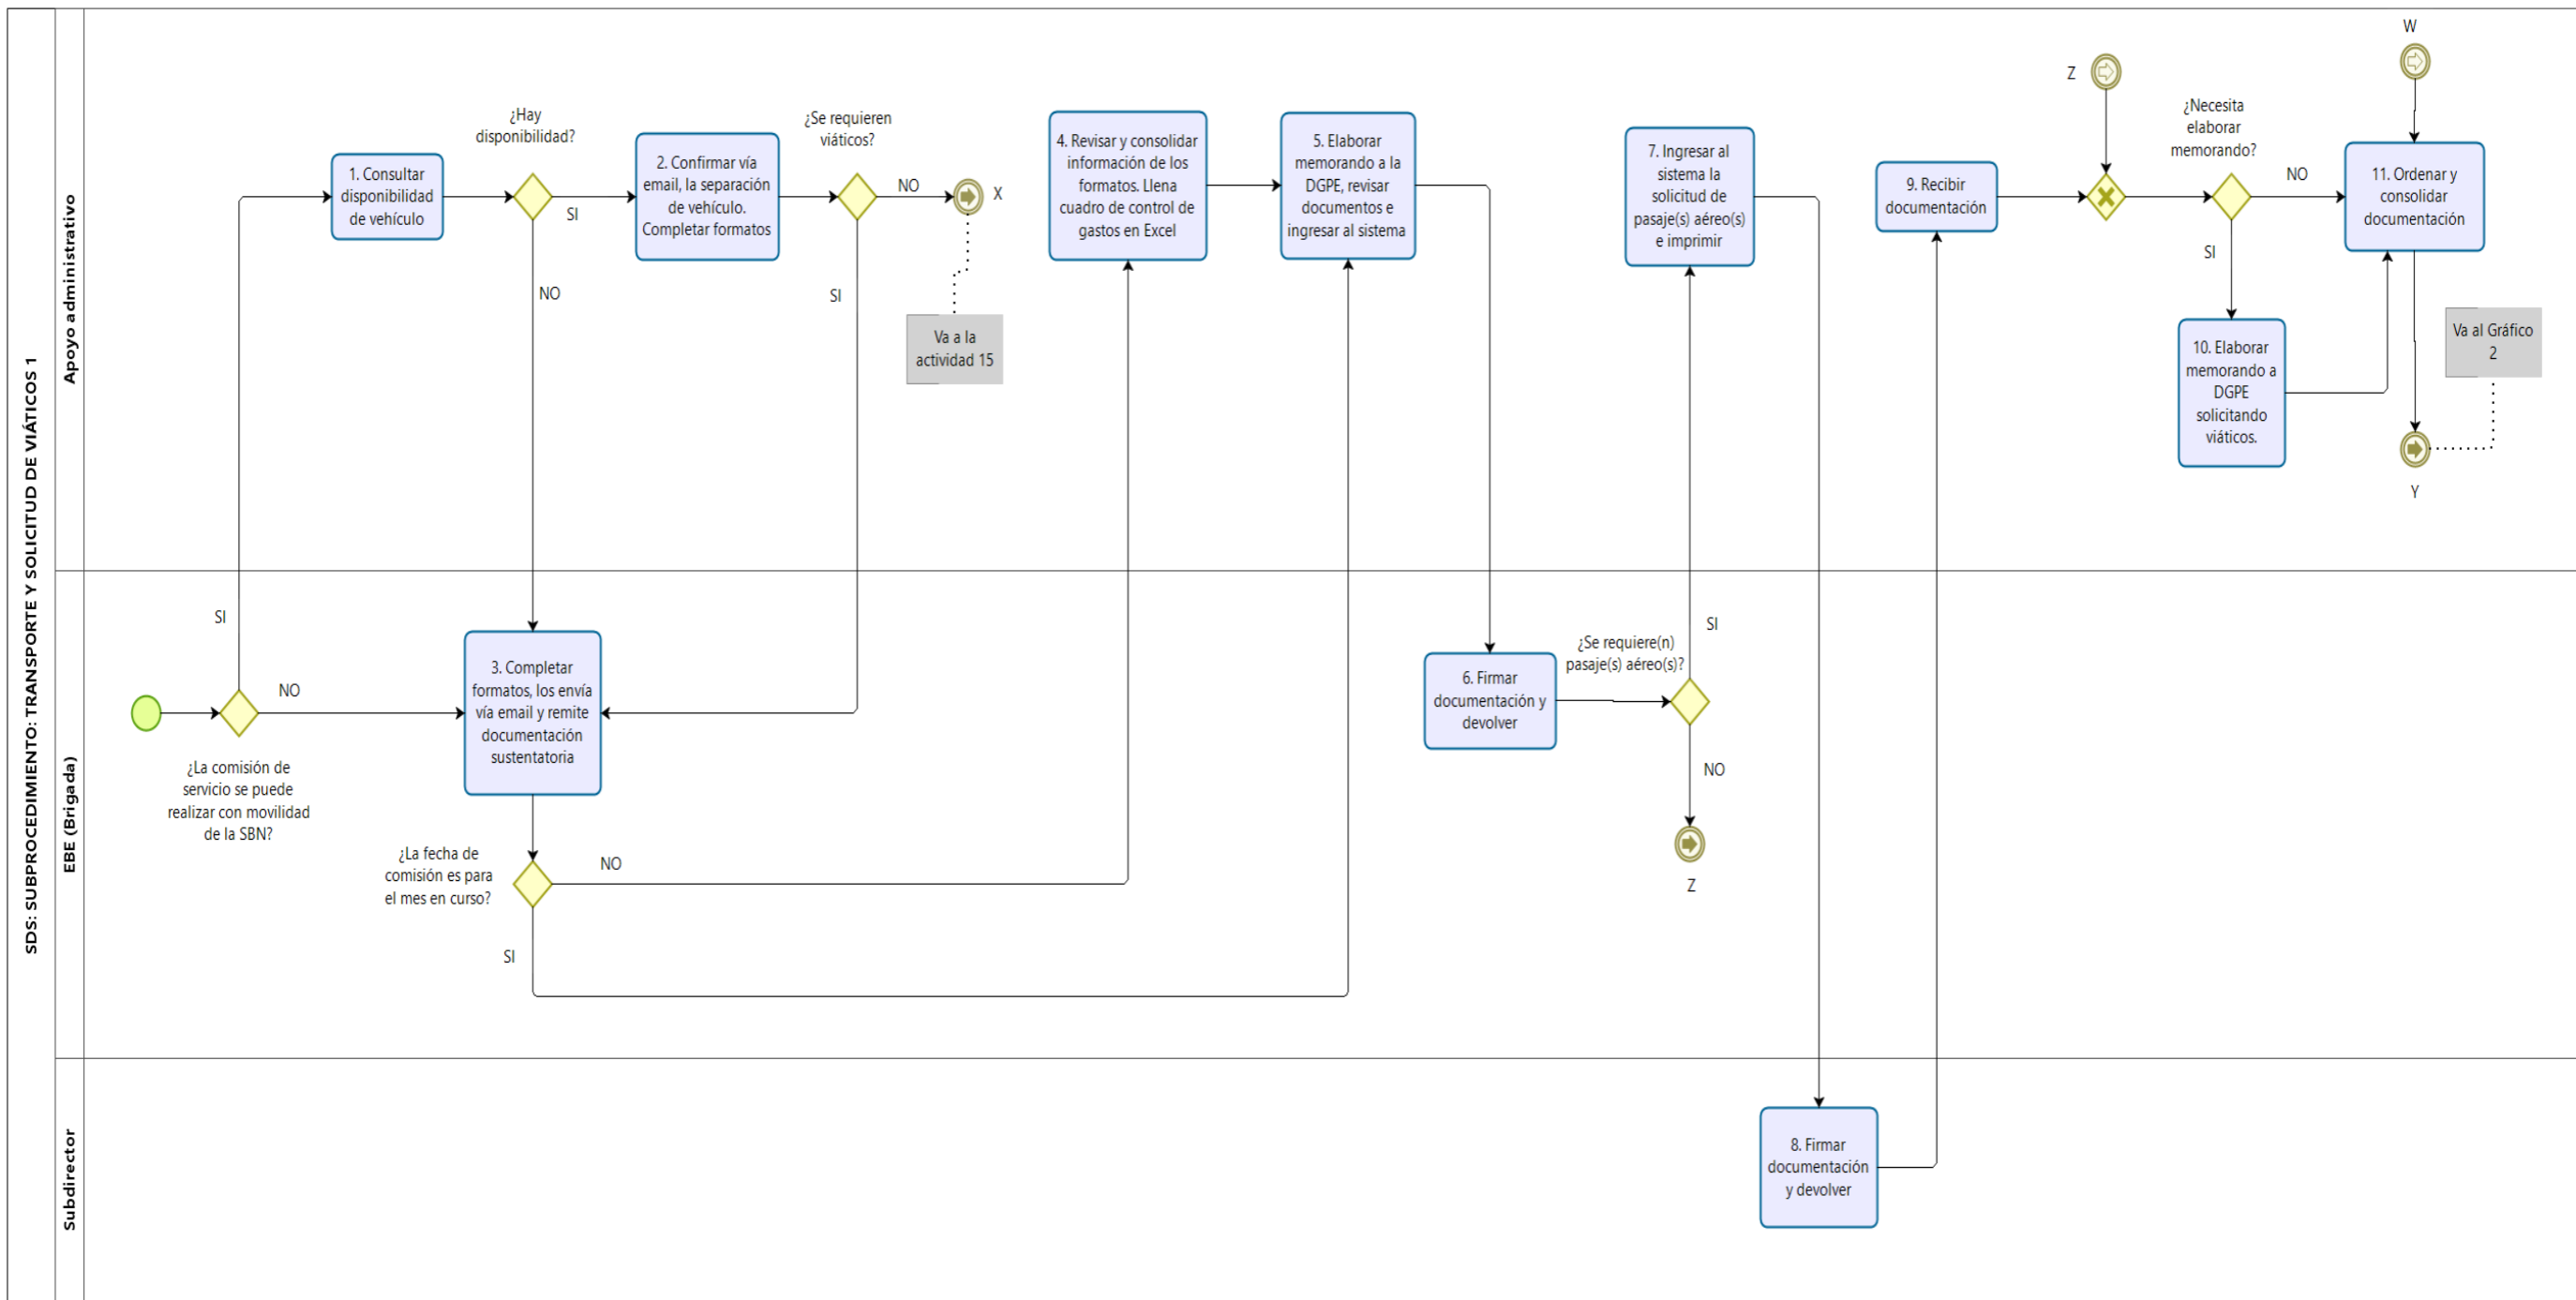 SDS: SUBPROCEDIMIENTO: TRANSPORTE Y SOLICITUD DE VIÁTICOS 1
Apoyo administrativo
¿Hay
disponibilidad?
¿Se requieren
viáticos?
1. Consultar
disponibilidad
de vehículo
SI
NO
2. Confirmar vía
email, la separación
de vehículo.
Completar formatos
NO
X
SI
Va a la
actividad 15
4. Revisar y consolidar
información de los
formatos. Llena
cuadro de control de
gastos en Excel
5. Elaborar
memorando a la
DGPE, revisar
documentos e
ingresar al sistema
7. Ingresar al
sistema la
solicitud de
pasaje(s) aéreo(s)
e imprimir
9. Recibir
documentación
Z
¿Necesita
elaborar
memorando?
W
NO
SI
11. Ordenar y
consolidar
documentación
10. Elaborar
memorando a
DGPE
solicitando
viáticos.
Va al Gráfico
2
Y
EBE (Brigada)
SI
NO
¿La comisión de
servicio se puede
realizar con movilidad
de la SBN?
3. Completar
formatos, los envía
vía email y remite
documentación
sustentatoria
¿La fecha de
comisión es para
el mes en curso?
NO
SI
6. Firmar
documentación y
devolver
¿Se requiere(n)
pasaje(s) aéreo(s)?
SI
NO
Z
Subdirector
8. Firmar
documentación
y devolver